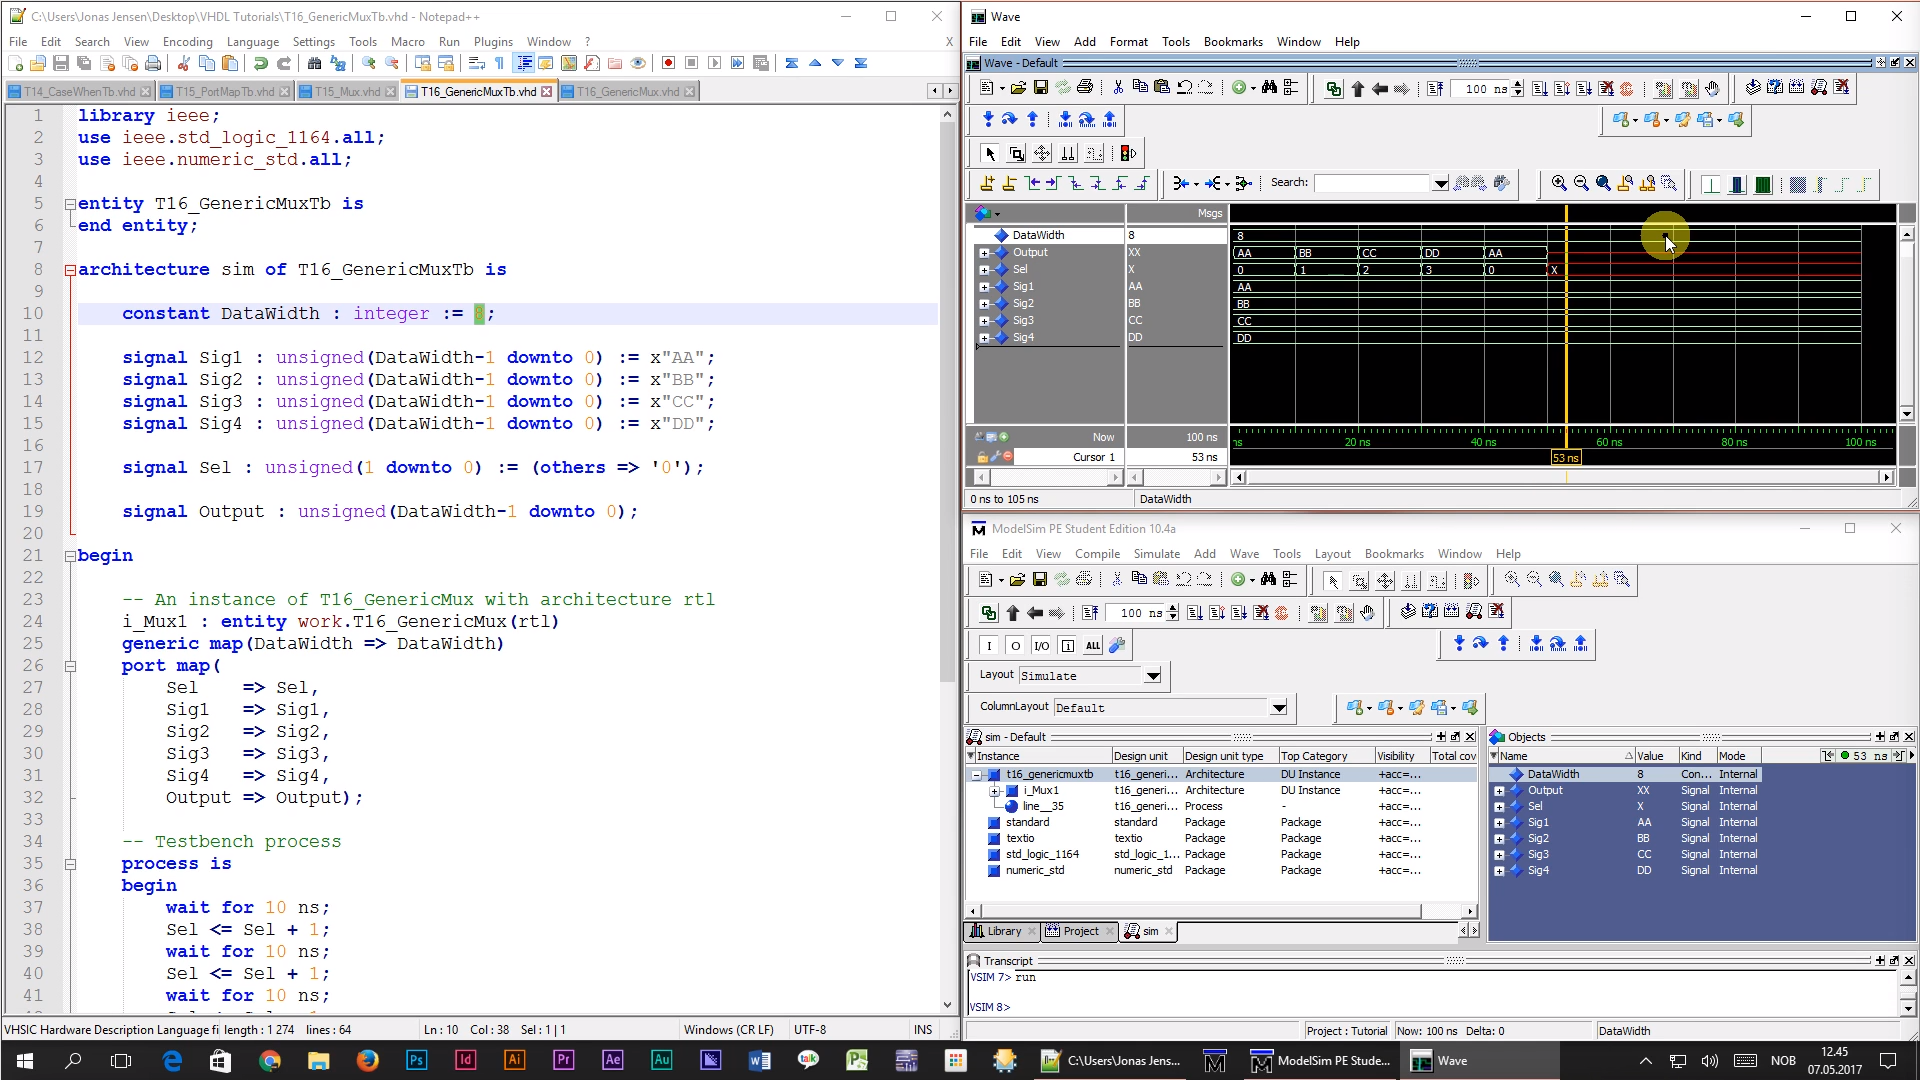 C:\Users\Jonas Jensen\Desktop\VHDL Tutorials\T16_GenericMuxTb.vhd - Notepad++
File Edit Search View Encoding Language Settings Tools Macro Run Plugins Window ? X
T14_CaseWhenTb.vhd T15_PortMapTb.vhd T15_Mux.vhd T16_GenericMuxTb.vhd T16_GenericMux.vhd
1 library ieee;
2 use ieee.std_logic_1164.all;
3 use ieee.numeric_std.all;
4
5 entity T16_GenericMuxTb is
6 end entity;
7
8 architecture sim of T16_GenericMuxTb is
9
10 constant DataWidth : integer := 8;
11
12 signal Sig1 : unsigned(DataWidth-1 downto 0) := x"AA";
13 signal Sig2 : unsigned(DataWidth-1 downto 0) := x"BB";
14 signal Sig3 : unsigned(DataWidth-1 downto 0) := x"CC";
15 signal Sig4 : unsigned(DataWidth-1 downto 0) := x"DD";
16
17 signal Sel : unsigned(1 downto 0) := (others => '0');
18
19 signal Output : unsigned(DataWidth-1 downto 0);
20
21 begin
22
23 -- An instance of T16_GenericMux with architecture rtl
24 i_Mux1 : entity work.T16_GenericMux(rtl)
25 generic map(DataWidth => DataWidth)
26 port map(
27 Sel => Sel,
28 Sig1 => Sig1,
29 Sig2 => Sig2,
30 Sig3 => Sig3,
31 Sig4 => Sig4,
32 Output => Output);
33
34 -- Testbench process
35 process is
36 begin
37 wait for 10 ns;
38 Sel <= Sel + 1;
39 wait for 10 ns;
40 Sel <= Sel + 1;
41 wait for 10 ns;
VHSIC Hardware Description Language fi length : 1 274 lines : 64 Ln : 10 Col : 38 Sel : 1 | 1 Windows (CR LF) UTF-8 INS
Wave
File Edit View Add Format Tools Bookmarks Window Help
Wave - Default
100 ns
Search:
Msgs
DataWidth 8 8
Output XX AA BB CC DD AA
Sel X 0 1 2 3 0 X
Sig1 AA AA
Sig2 BB BB
Sig3 CC CC
Sig4 DD DD
Now 100 ns ns 20 ns 40 ns 60 ns 80 ns 100 ns
Cursor 1 53 ns 53 ns
0 ns to 105 ns DataWidth
ModelSim PE Student Edition 10.4a
File Edit View Compile Simulate Add Wave Tools Layout Bookmarks Window Help
100 ns
I O I/O i ALL
Layout Simulate
ColumnLayout Default
sim - Default
Instance Design unit Design unit type Top Category Visibility Total cov
t16_genericmuxtb t16_generi... Architecture DU Instance +acc=...
i_Mux1 t16_generi... Architecture DU Instance +acc=...
line__35 t16_generi... Process - +acc=...
standard standard Package Package +acc=...
textio textio Package Package +acc=...
std_logic_1164 std_logic_1... Package Package +acc=...
numeric_std numeric_std Package Package +acc=...
Library Project sim
Objects
Name Value Kind Mode 53 ns
DataWidth 8 Con... Internal
Output XX Signal Internal
Sel X Signal Internal
Sig1 AA Signal Internal
Sig2 BB Signal Internal
Sig3 CC Signal Internal
Sig4 DD Signal Internal
Transcript
VSIM 7> run
VSIM 8>
Project : Tutorial Now: 100 ns Delta: 0 DataWidth
Ps Id Ai Pr Ae Au talk C:\Users\Jonas Jens... ModelSim PE Stude... Wave NOB 12.45
07.05.2017